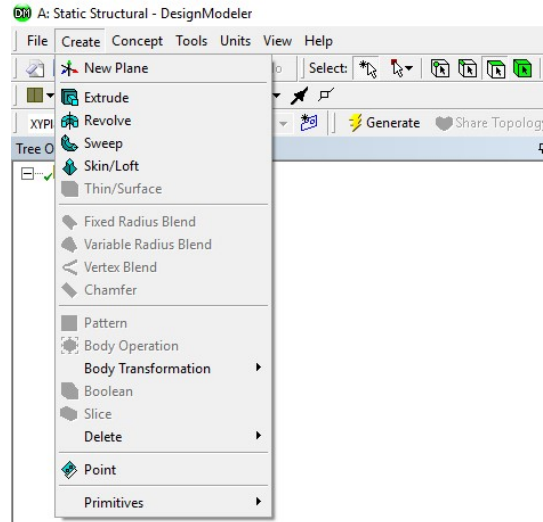 A: Static Structural - DesignModeler
File Create Concept Tools Units View Help
New Plane
Select:
Extrude
Revolve
XYPl
Generate Share Topology
Sweep
Tree O
Skin/Loft
Thin/Surface
Fixed Radius Blend
Variable Radius Blend
Vertex Blend
Chamfer
Pattern
Body Operation
Body Transformation
Boolean
Slice
Delete
Point
Primitives